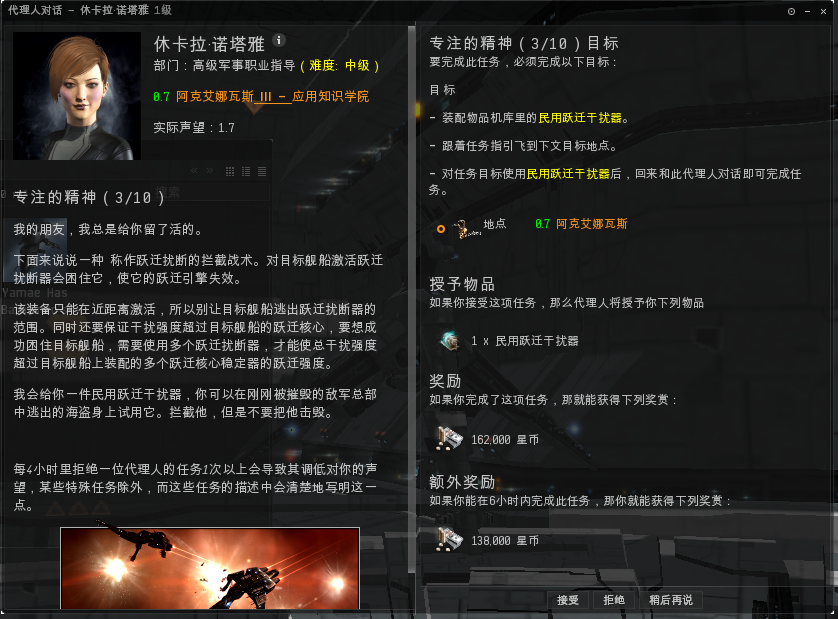 代理人对话 – 休卡拉·诺塔雅 1级
休卡拉·诺塔雅
部门：高级军事职业指导（难度: 中级）
0.7 阿克艾娜瓦斯 III – 应用知识学院
实际声望：1.7
专注的精神（3/10）
我的朋友，我总是给你留了活的。
下面来说说一种 称作跃迁扰断的拦截战术。对目标舰船激活跃迁
扰断器会困住它，使它的跃迁引擎失效。
该装备只能在近距离激活，所以别让目标舰船逃出跃迁扰断器的
范围。同时还要保证干扰强度超过目标舰船的跃迁核心，要想成
功困住目标舰船，需要使用多个跃迁扰断器，才能使总干扰强度
超过目标舰船上装配的多个跃迁核心稳定器的跃迁强度。
我会给你一件民用跃迁干扰器，你可以在刚刚被摧毁的敌军总部
中逃出的海盗身上试用它。拦截他，但是不要把他击毁。
每4小时里拒绝一位代理人的任务1次以上会导致其调低对你的声
望，某些特殊任务除外，而这些任务的描述中会清楚地写明这一
点。
专注的精神（3/10）目标
要完成此任务，必须完成以下目标：
目标
– 装配物品机库里的民用跃迁干扰器。
– 跟着任务指引飞到下文目标地点。
– 对任务目标使用民用跃迁干扰器后，回来和此代理人对话即可完成任
务。
地点 0.7 阿克艾娜瓦斯
授予物品
如果你接受这项任务，那么代理人将授予你下列物品
1 x 民用跃迁干扰器
奖励
如果你完成了这项任务，那就能获得下列奖赏：
162,000 星币
额外奖励
如果你能在6小时内完成此任务，那你就能获得下列奖赏：
138,000 星币
接受 拒绝 稍后再说